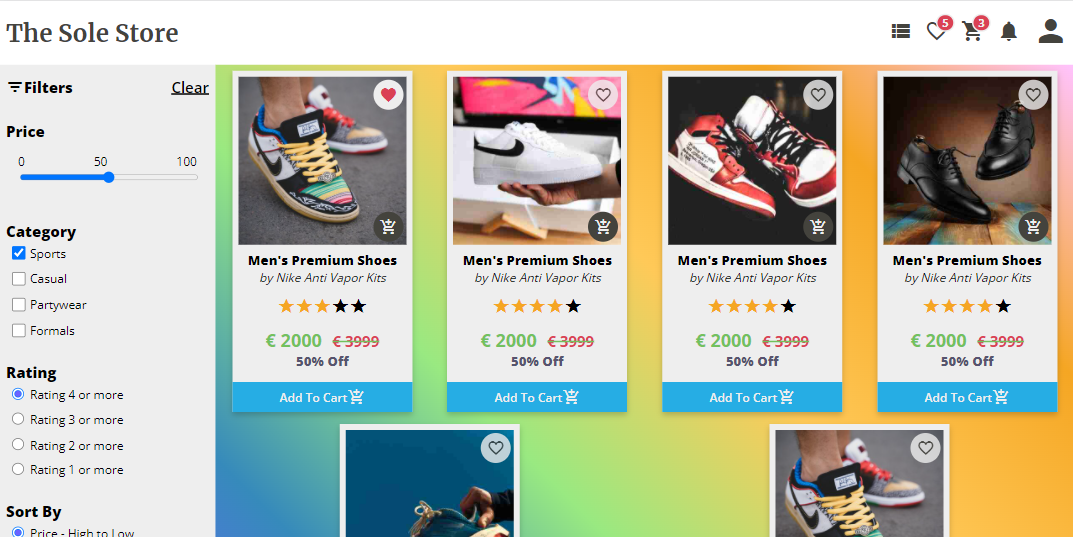 The Sole Store
5
3
Filters
Clear
Price
0 50 100
Category
Sports
Casual
Partywear
Formals
Rating
Rating 4 or more
Rating 3 or more
Rating 2 or more
Rating 1 or more
Sort By
Price - High to Low
Men's Premium Shoes
by Nike Anti Vapor Kits
€ 2000 € 3999
50% Off
Add To Cart
Men's Premium Shoes
by Nike Anti Vapor Kits
€ 2000 € 3999
50% Off
Add To Cart
Men's Premium Shoes
by Nike Anti Vapor Kits
€ 2000 € 3999
50% Off
Add To Cart
Men's Premium Shoes
by Nike Anti Vapor Kits
€ 2000 € 3999
50% Off
Add To Cart